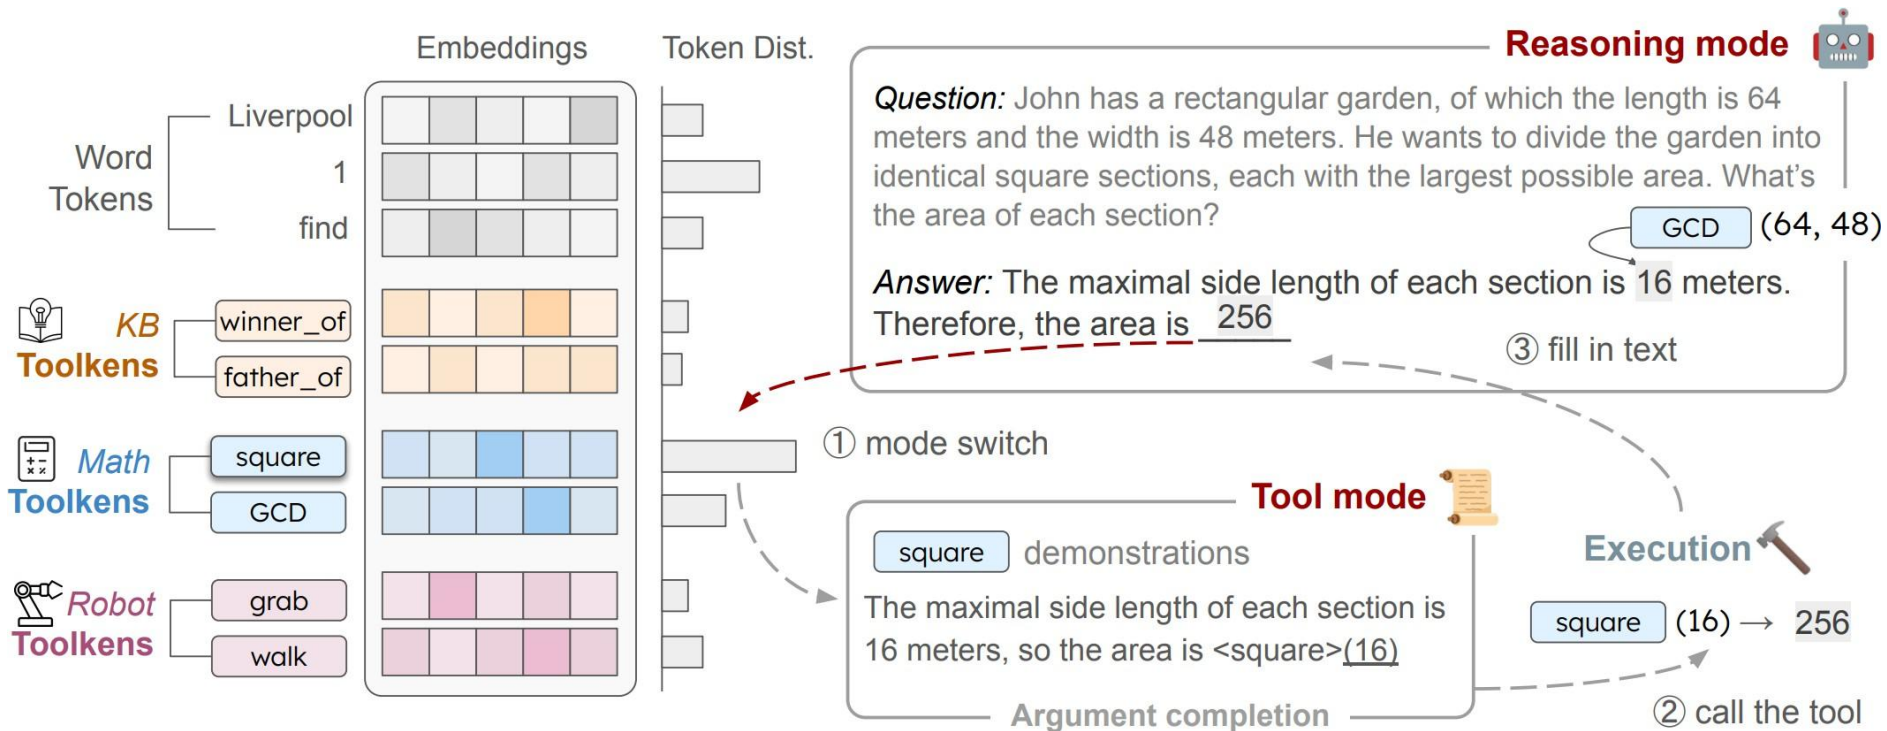 Embeddings
Token Dist.
Word
Tokens
Liverpool
1
find
KB
Toolkens
winner_of
father_of
Math
Toolkens
square
GCD
Robot
Toolkens
grab
walk
Reasoning mode
Question: John has a rectangular garden, of which the length is 64
meters and the width is 48 meters. He wants to divide the garden into
identical square sections, each with the largest possible area. What's
the area of each section?
GCD (64, 48)
Answer: The maximal side length of each section is 16 meters.
Therefore, the area is 256
③ fill in text
① mode switch
Tool mode
square demonstrations
The maximal side length of each section is
16 meters, so the area is <square>(16)
Argument completion
Execution
square (16) → 256
② call the tool